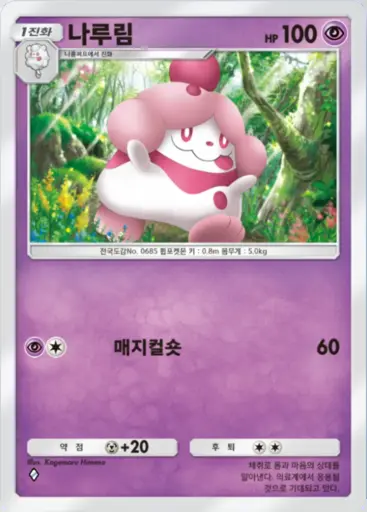 1진화
나루림
HP 100
나룸퍼프에서 진화
전국도감No. 0685 휘핑포켓몬 키 : 0.8m 몸무게 : 5.0kg
매지컬숏 60
약점 +20 후퇴
Illus. Kagemaru Himeno
체취로 몸과 마음의 상태를
알아낸다. 의료계에서 응용될
것으로 기대되고 있다.